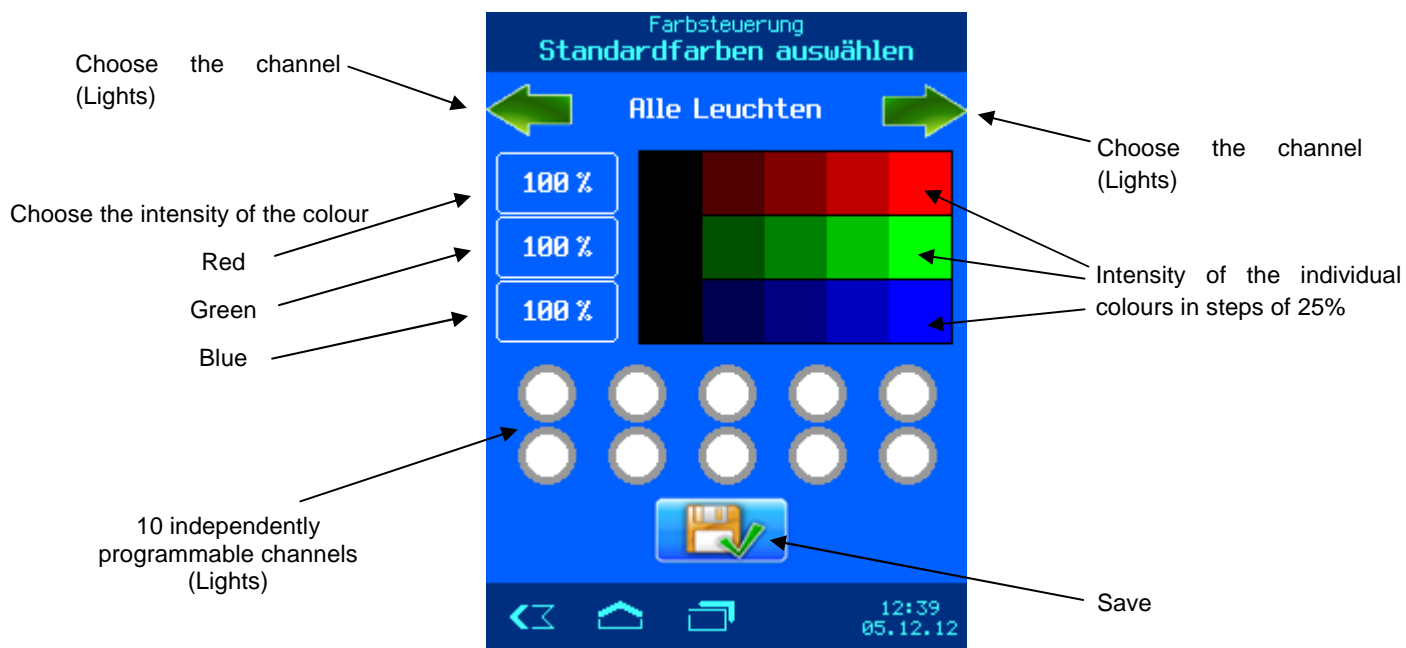 Farbsteuerung
Standardfarben auswählen
Choose the channel
(Lights)
Alle Leuchten
Choose the channel
(Lights)
100 %
Choose the intensity of the colour
Red
100 %
Green
Intensity of the individual
colours in steps of 25%
100 %
Blue
10 independently
programmable channels
(Lights)
Save
12:39
05.12.12